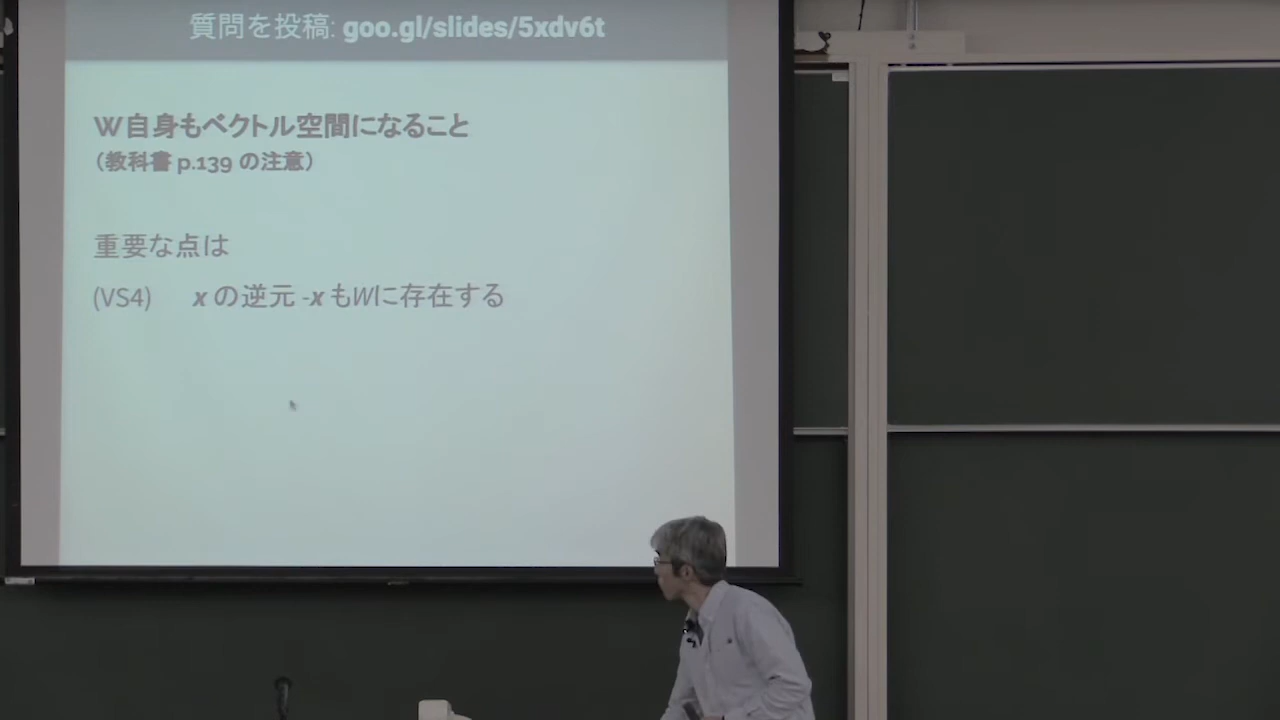 質問を投稿: goo.gl/slides/5xdv6t
W自身もベクトル空間になること
（教科書 p.139 の注意）
重要な点は
(VS4) x の逆元 -x もWに存在する